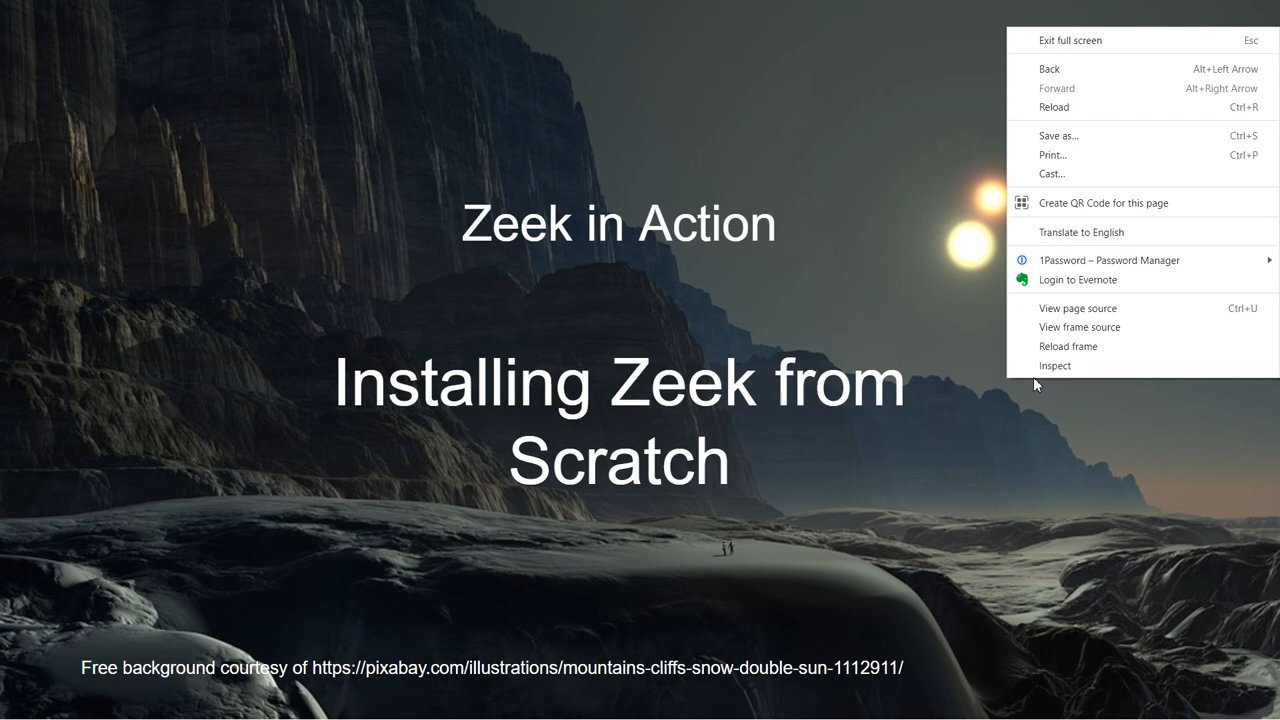 Exit full screen Esc
Back Alt+Left Arrow
Forward Alt+Right Arrow
Reload Ctrl+R
Save as... Ctrl+S
Print... Ctrl+P
Cast...
Create QR Code for this page
Translate to English
1Password – Password Manager
Login to Evernote
View page source Ctrl+U
View frame source
Reload frame
Inspect
Zeek in Action
Installing Zeek from
Scratch
Free background courtesy of https://pixabay.com/illustrations/mountains-cliffs-snow-double-sun-1112911/